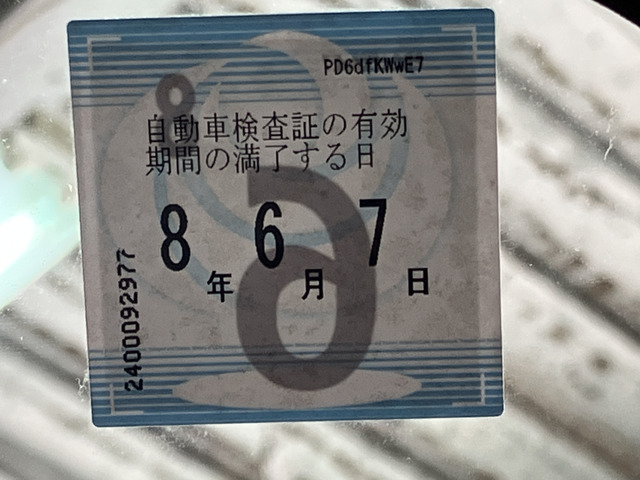 PD6dfKWwE7
自動車検査証の有効
期間の満了する日
8年 6月 7日
2400092977